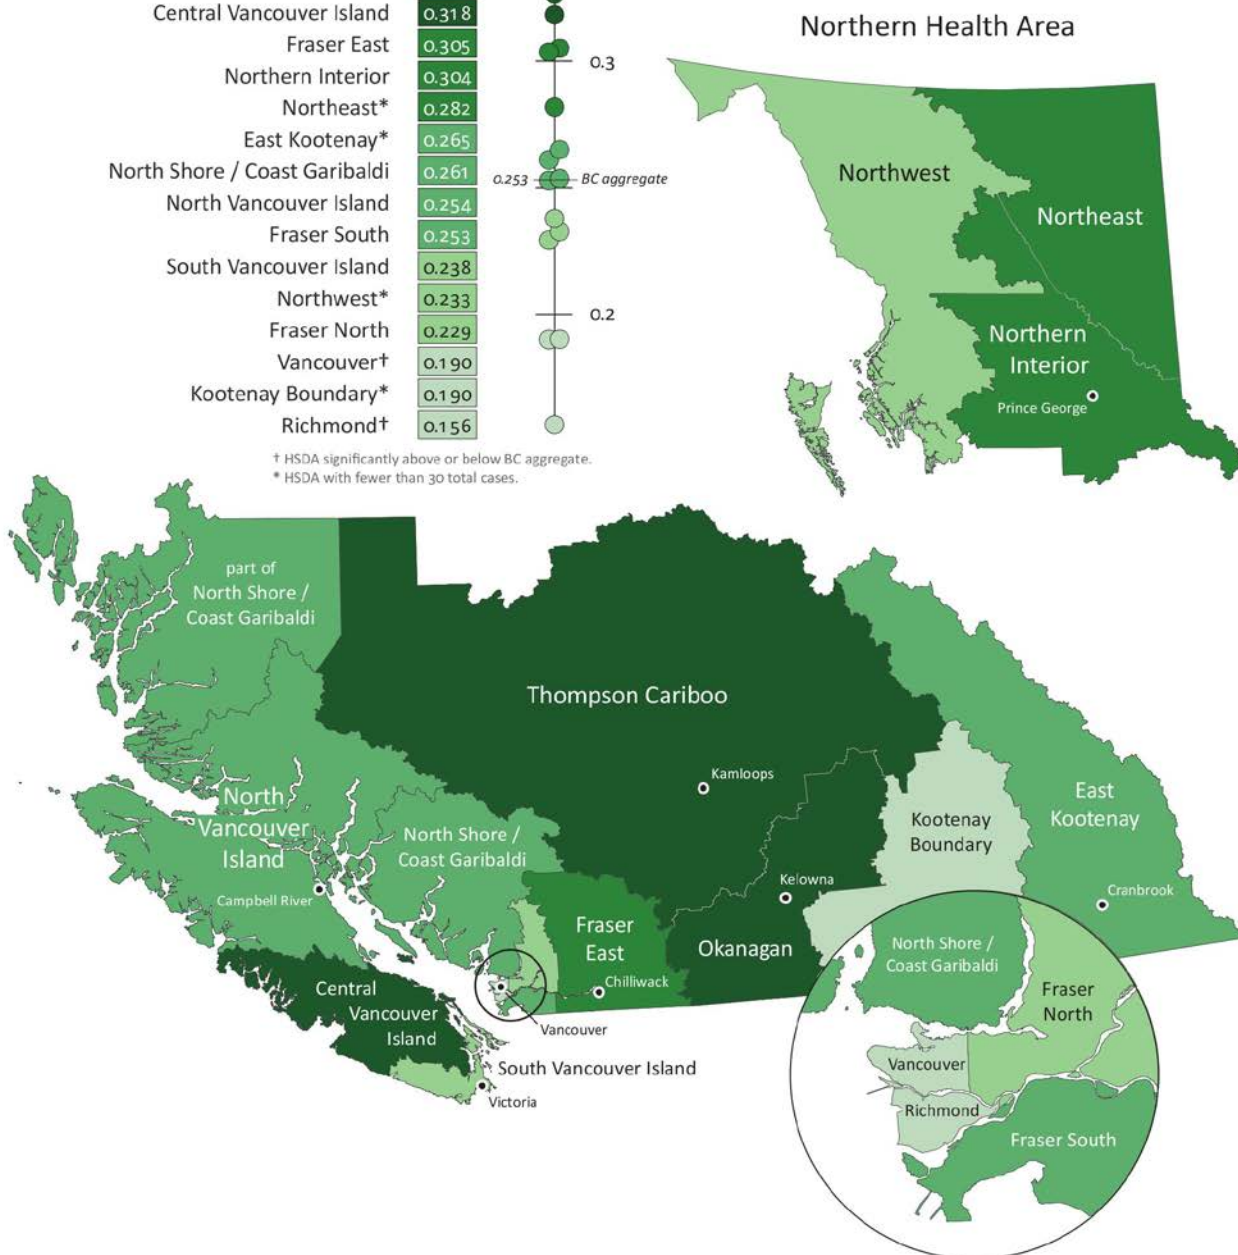 Central Vancouver Island 0.318
Fraser East 0.305
Northern Interior 0.304
Northeast* 0.282
East Kootenay* 0.265
North Shore / Coast Garibaldi 0.261
North Vancouver Island 0.254
Fraser South 0.253
South Vancouver Island 0.238
Northwest* 0.233
Fraser North 0.229
Vancouver† 0.190
Kootenay Boundary* 0.190
Richmond† 0.156
0.3
0.253 BC aggregate
0.2
† HSDA significantly above or below BC aggregate.
* HSDA with fewer than 30 total cases.
Northern Health Area
Northwest
Northeast
Northern
Interior
Prince George
part of
North Shore /
Coast Garibaldi
Thompson Cariboo
Kamloops
North
Vancouver
Island
Campbell River
North Shore /
Coast Garibaldi
Kootenay
Boundary
East
Kootenay
Kelowna
Cranbrook
Okanagan
Fraser
East
Chilliwack
Central
Vancouver
Island
Vancouver
South Vancouver Island
Victoria
North Shore /
Coast Garibaldi
Fraser
North
Vancouver
Richmond
Fraser South